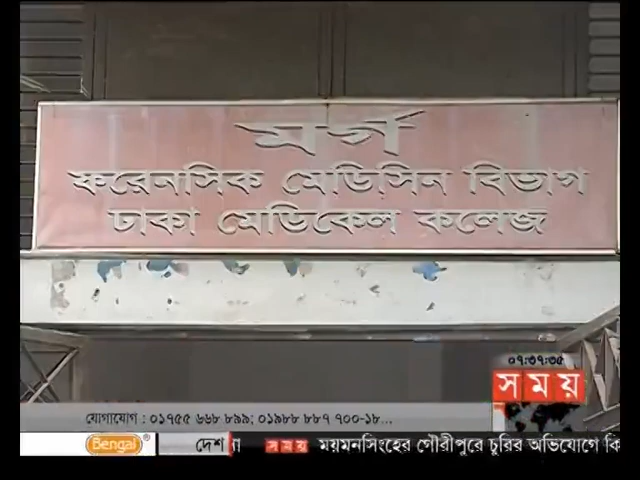 মর্গ
ফরেনসিক মেডিসিন বিভাগ
ঢাকা মেডিকেল কলেজ
০৭:৩৭:৩৫
সময়
যোগাযোগ : ০১৭৫৫ ৬৬৮ ৮৯৯; ০১৯৮৮ ৮৮৭ ৭০০-১৮...
Bengal® দেশ সময় ময়মনসিংহের গৌরীপুরে চুরির অভিযোগে কি